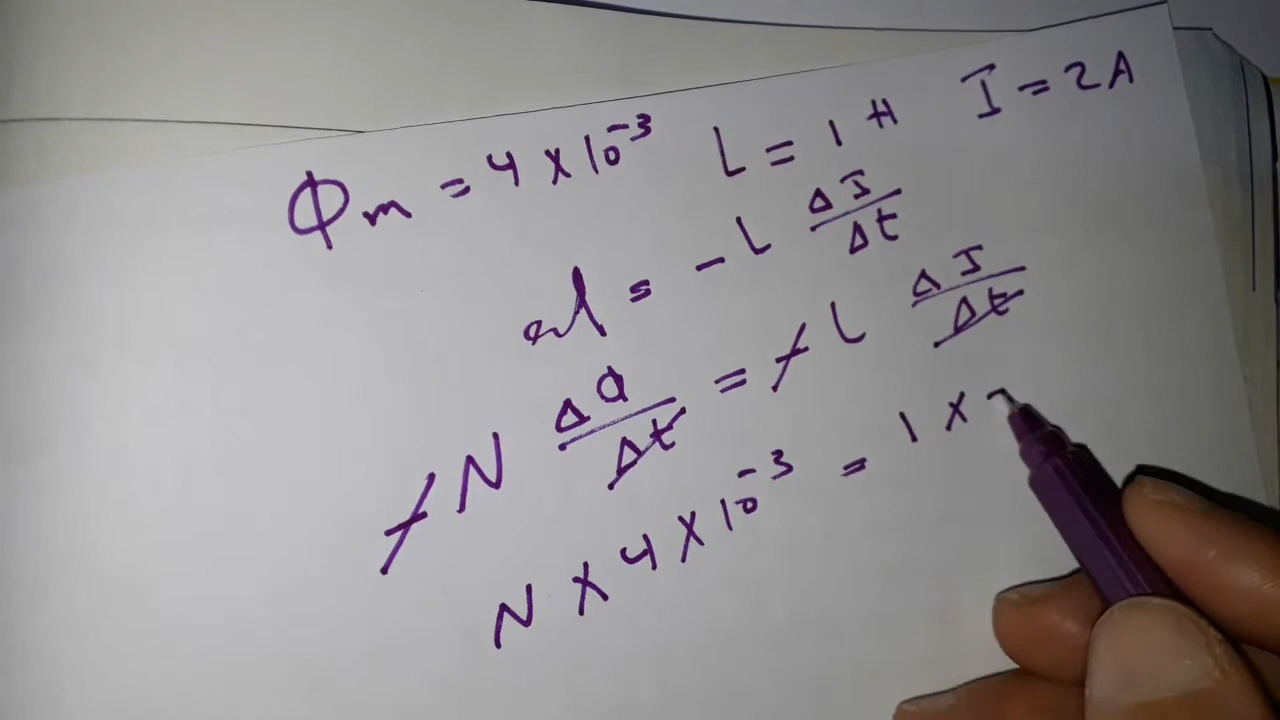 Φm = 4 × 10⁻³ L = 1 H I = 2A
= - L ΔI/Δt
- N ΔΦ/Δt = - L ΔI/Δt
N × 4 × 10⁻³ = 1 ×